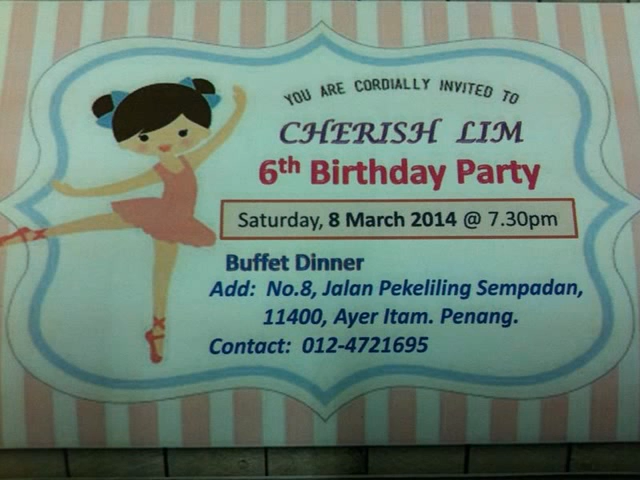 YOU ARE CORDIALLY INVITED TO
CHERISH LIM
6th Birthday Party
Saturday, 8 March 2014 @ 7.30pm
Buffet Dinner
Add: No.8, Jalan Pekeliling Sempadan,
11400, Ayer Itam. Penang.
Contact: 012-4721695